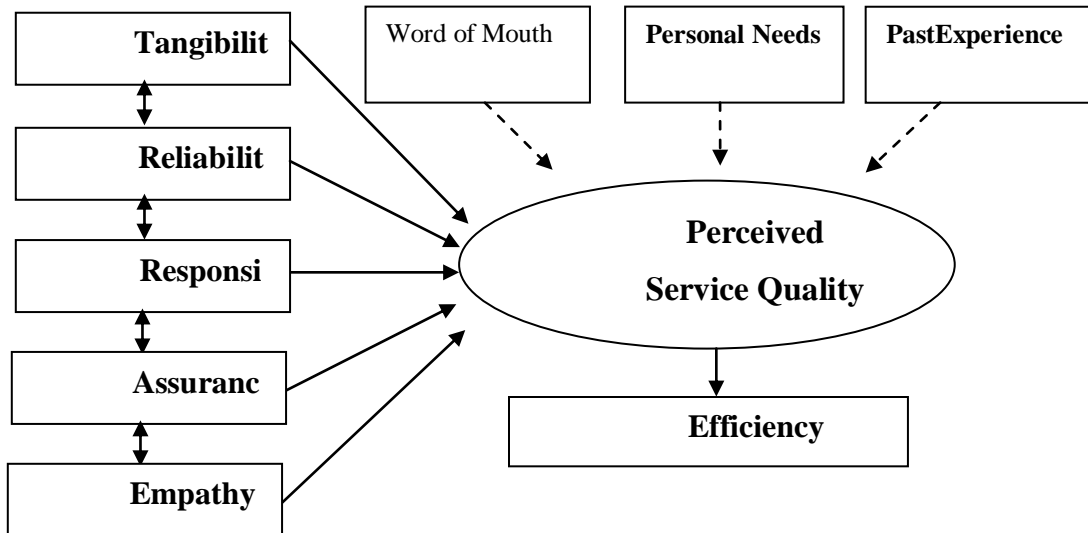 Tangibilit
Word of Mouth
Personal Needs
PastExperience
Reliabilit
Responsi
Perceived
Service Quality
Assuranc
Efficiency
Empathy